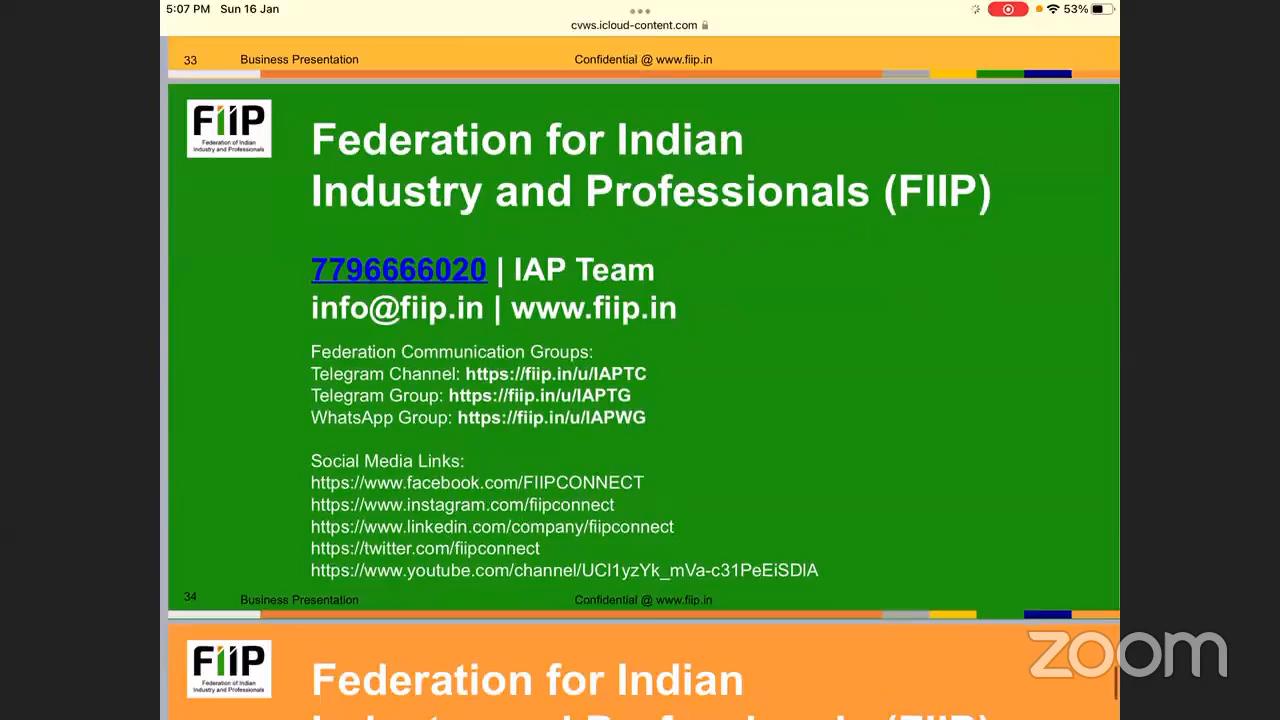 5:07 PM Sun 16 Jan
53%
cvws.icloud-content.com
33 Business Presentation Confidential @ www.fiip.in
FiiP
Federation of Indian
Industry and Professionals
Federation for Indian
Industry and Professionals (FIIP)
7796666020 | IAP Team
info@fiip.in | www.fiip.in
Federation Communication Groups:
Telegram Channel: https://fiip.in/u/IAPTC
Telegram Group: https://fiip.in/u/IAPTG
WhatsApp Group: https://fiip.in/u/IAPWG
Social Media Links:
https://www.facebook.com/FIIPCONNECT
https://www.instagram.com/fiipconnect
https://www.linkedin.com/company/fiipconnect
https://twitter.com/fiipconnect
https://www.youtube.com/channel/UCl1yzYk_mVa-c31PeEiSDlA
34 Business Presentation Confidential @ www.fiip.in
FiiP
Federation of Indian
Industry and Professionals
Federation for Indian
Industry and Professionals (FIIP)
zoom